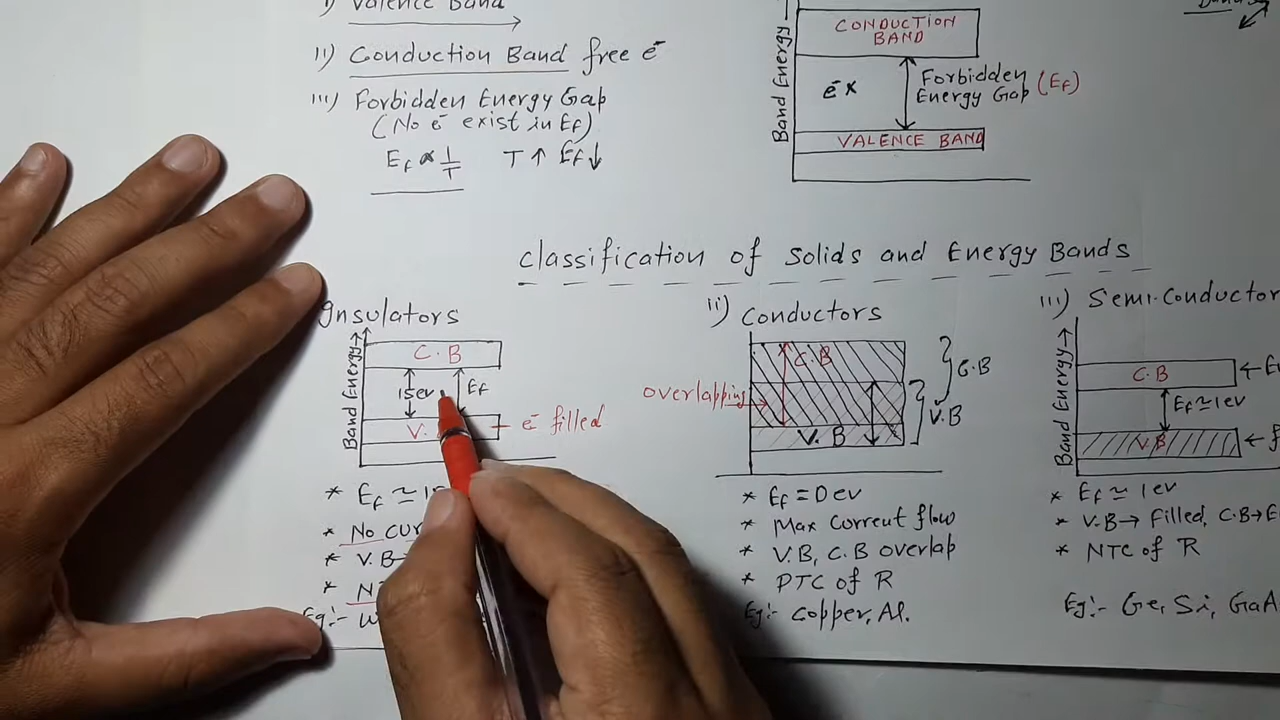 Valence Band
ii) Conduction Band free e⁻
iii) Forbidden Energy Gap
(No e⁻ exist in Ef)
Ef ∝ 1/T T↑ Ef↓
Band Energy →
CONDUCTION BAND
e⁻ x
Forbidden Energy Gap (Ef)
VALENCE BAND
classification of Solids and Energy Bands
Insulators
Band Energy →
C.B
15ev
Ef
V.
e⁻ filled
* Ef ≃
* No
* V.B→
Eg:-
ii) Conductors
C.B
overlapping
V.B
C.B
V.B
* Ef = 0ev
* Max Current flow
* V.B, C.B overlap
* PTC of R
Eg:- Copper, Al.
iii) Semi-Conductor
Band Energy →
C.B
Ef≃1ev
V.B
* Ef ≃ 1ev
* V.B→ Filled, C.B→E
* NTC of R
Eg:- Ge, Si, GaA